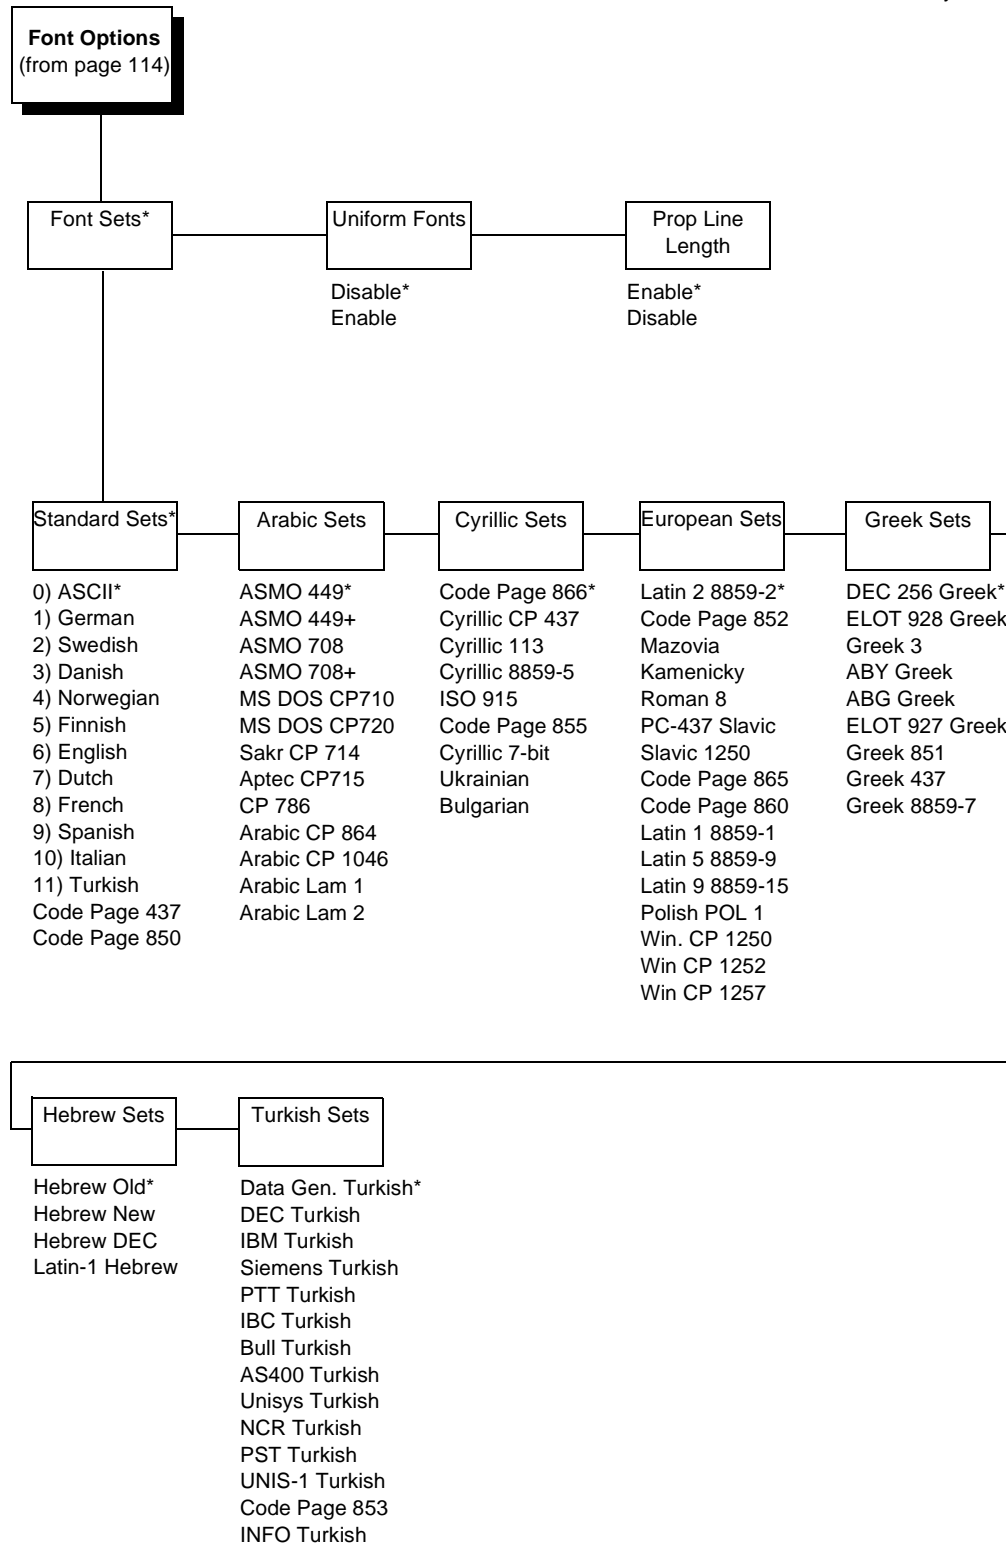 Font Options
(from page 114)
Font Sets*
Uniform Fonts
Disable*
Enable
Prop Line
Length
Enable*
Disable
Standard Sets*
0) ASCII*
1) German
2) Swedish
3) Danish
4) Norwegian
5) Finnish
6) English
7) Dutch
8) French
9) Spanish
10) Italian
11) Turkish
Code Page 437
Code Page 850
Arabic Sets
ASMO 449*
ASMO 449+
ASMO 708
ASMO 708+
MS DOS CP710
MS DOS CP720
Sakr CP 714
Aptec CP715
CP 786
Arabic CP 864
Arabic CP 1046
Arabic Lam 1
Arabic Lam 2
Cyrillic Sets
Code Page 866*
Cyrillic CP 437
Cyrillic 113
Cyrillic 8859-5
ISO 915
Code Page 855
Cyrillic 7-bit
Ukrainian
Bulgarian
European Sets
Latin 2 8859-2*
Code Page 852
Mazovia
Kamenicky
Roman 8
PC-437 Slavic
Slavic 1250
Code Page 865
Code Page 860
Latin 1 8859-1
Latin 5 8859-9
Latin 9 8859-15
Polish POL 1
Win. CP 1250
Win CP 1252
Win CP 1257
Greek Sets
DEC 256 Greek*
ELOT 928 Greek
Greek 3
ABY Greek
ABG Greek
ELOT 927 Greek
Greek 851
Greek 437
Greek 8859-7
Hebrew Sets
Hebrew Old*
Hebrew New
Hebrew DEC
Latin-1 Hebrew
Turkish Sets
Data Gen. Turkish*
DEC Turkish
IBM Turkish
Siemens Turkish
PTT Turkish
IBC Turkish
Bull Turkish
AS400 Turkish
Unisys Turkish
NCR Turkish
PST Turkish
UNIS-1 Turkish
Code Page 853
INFO Turkish